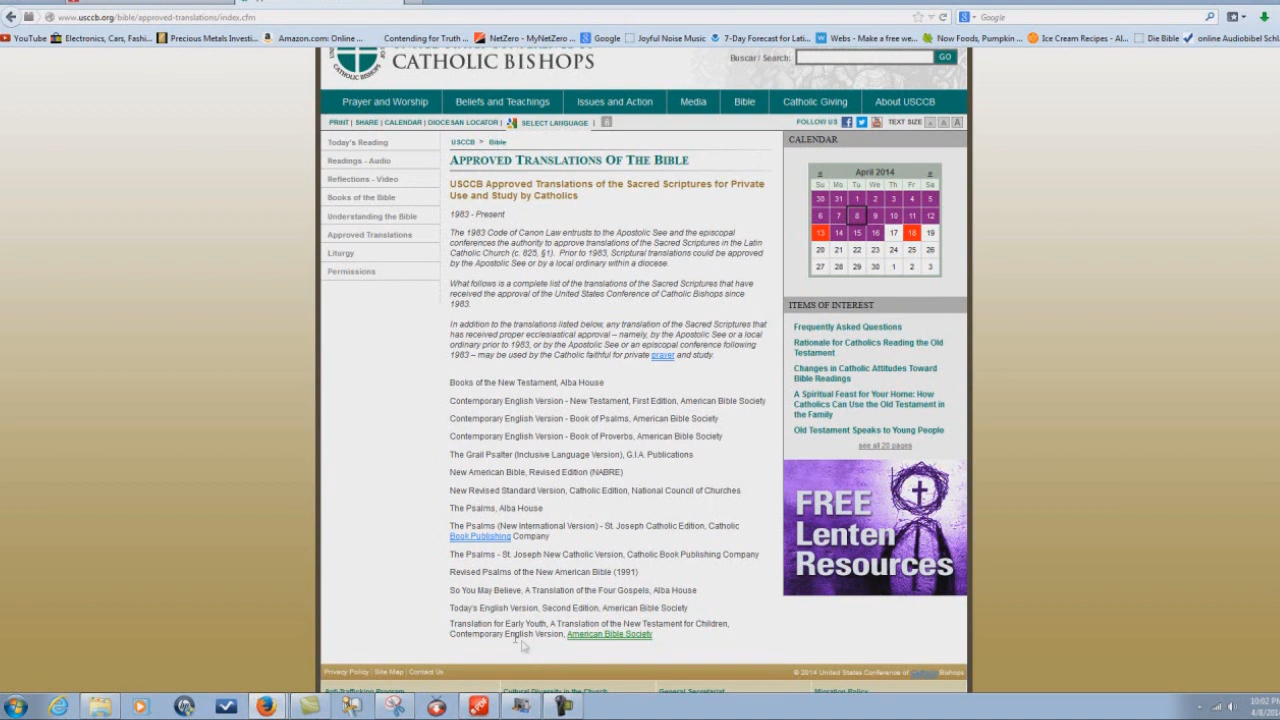 www.usccb.org/bible/approved-translations/index.cfm
Google
YouTube
Electronics, Cars, Fashi...
Precious Metals Investi...
Amazon.com: Online ...
Contending for Truth ...
NetZero - MyNetZero
Google
Joyful Noise Music
7-Day Forecast for Lati...
Webs - Make a free we...
Now Foods, Pumpkin ...
Ice Cream Recipes - Al...
Die Bible
online Audiobibel Schl
CATHOLIC BISHOPS
Buscar / Search:
GO
Prayer and Worship
Beliefs and Teachings
Issues and Action
Media
Bible
Catholic Giving
About USCCB
PRINT | SHARE | CALENDAR | DIOCESAN LOCATOR |
SELECT LANGUAGE |
FOLLOW US
TEXT SIZE A A A
Today's Reading
Readings - Audio
Reflections - Video
Books of the Bible
Understanding the Bible
Approved Translations
Liturgy
Permissions
USCCB > Bible
APPROVED TRANSLATIONS OF THE BIBLE
USCCB Approved Translations of the Sacred Scriptures for Private
Use and Study by Catholics
1983 - Present
The 1983 Code of Canon Law entrusts to the Apostolic See and the episcopal
conferences the authority to approve translations of the Sacred Scriptures in the Latin
Catholic Church (c. 825, §1). Prior to 1983, Scriptural translations could be approved
by the Apostolic See or by a local ordinary within a diocese.
What follows is a complete list of the translations of the Sacred Scriptures that have
received the approval of the United States Conference of Catholic Bishops since
1983.
In addition to the translations listed below, any translation of the Sacred Scriptures that
has received proper ecclesiastical approval – namely, by the Apostolic See or a local
ordinary prior to 1983, or by the Apostolic See or an episcopal conference following
1983 – may be used by the Catholic faithful for private prayer and study.
Books of the New Testament, Alba House
Contemporary English Version - New Testament, First Edition, American Bible Society
Contemporary English Version - Book of Psalms, American Bible Society
Contemporary English Version - Book of Proverbs, American Bible Society
The Grail Psalter (Inclusive Language Version), G.I.A. Publications
New American Bible, Revised Edition (NABRE)
New Revised Standard Version, Catholic Edition, National Council of Churches
The Psalms, Alba House
The Psalms (New International Version) - St. Joseph Catholic Edition, Catholic
Book Publishing Company
The Psalms - St. Joseph New Catholic Version, Catholic Book Publishing Company
Revised Psalms of the New American Bible (1991)
So You May Believe, A Translation of the Four Gospels, Alba House
Today's English Version, Second Edition, American Bible Society
Translation for Early Youth, A Translation of the New Testament for Children,
Contemporary English Version, American Bible Society
CALENDAR
« April 2014 »
Su Mo Tu We Th Fr Sa
30 31 1 2 3 4 5
6 7 8 9 10 11 12
13 14 15 16 17 18 19
20 21 22 23 24 25 26
27 28 29 30 1 2 3
ITEMS OF INTEREST
Frequently Asked Questions
Rationale for Catholics Reading the Old
Testament
Changes in Catholic Attitudes Toward
Bible Readings
A Spiritual Feast for Your Home: How
Catholics Can Use the Old Testament in
the Family
Old Testament Speaks to Young People
see all 20 pages
FREE
Lenten
Resources
Privacy Policy | Site Map | Contact Us
© 2014 United States Conference of Catholic Bishops
Anti-Trafficking Program
Cultural Diversity in the Church
General Secretariat
Migration Policy
10:02 PM
4/8/201